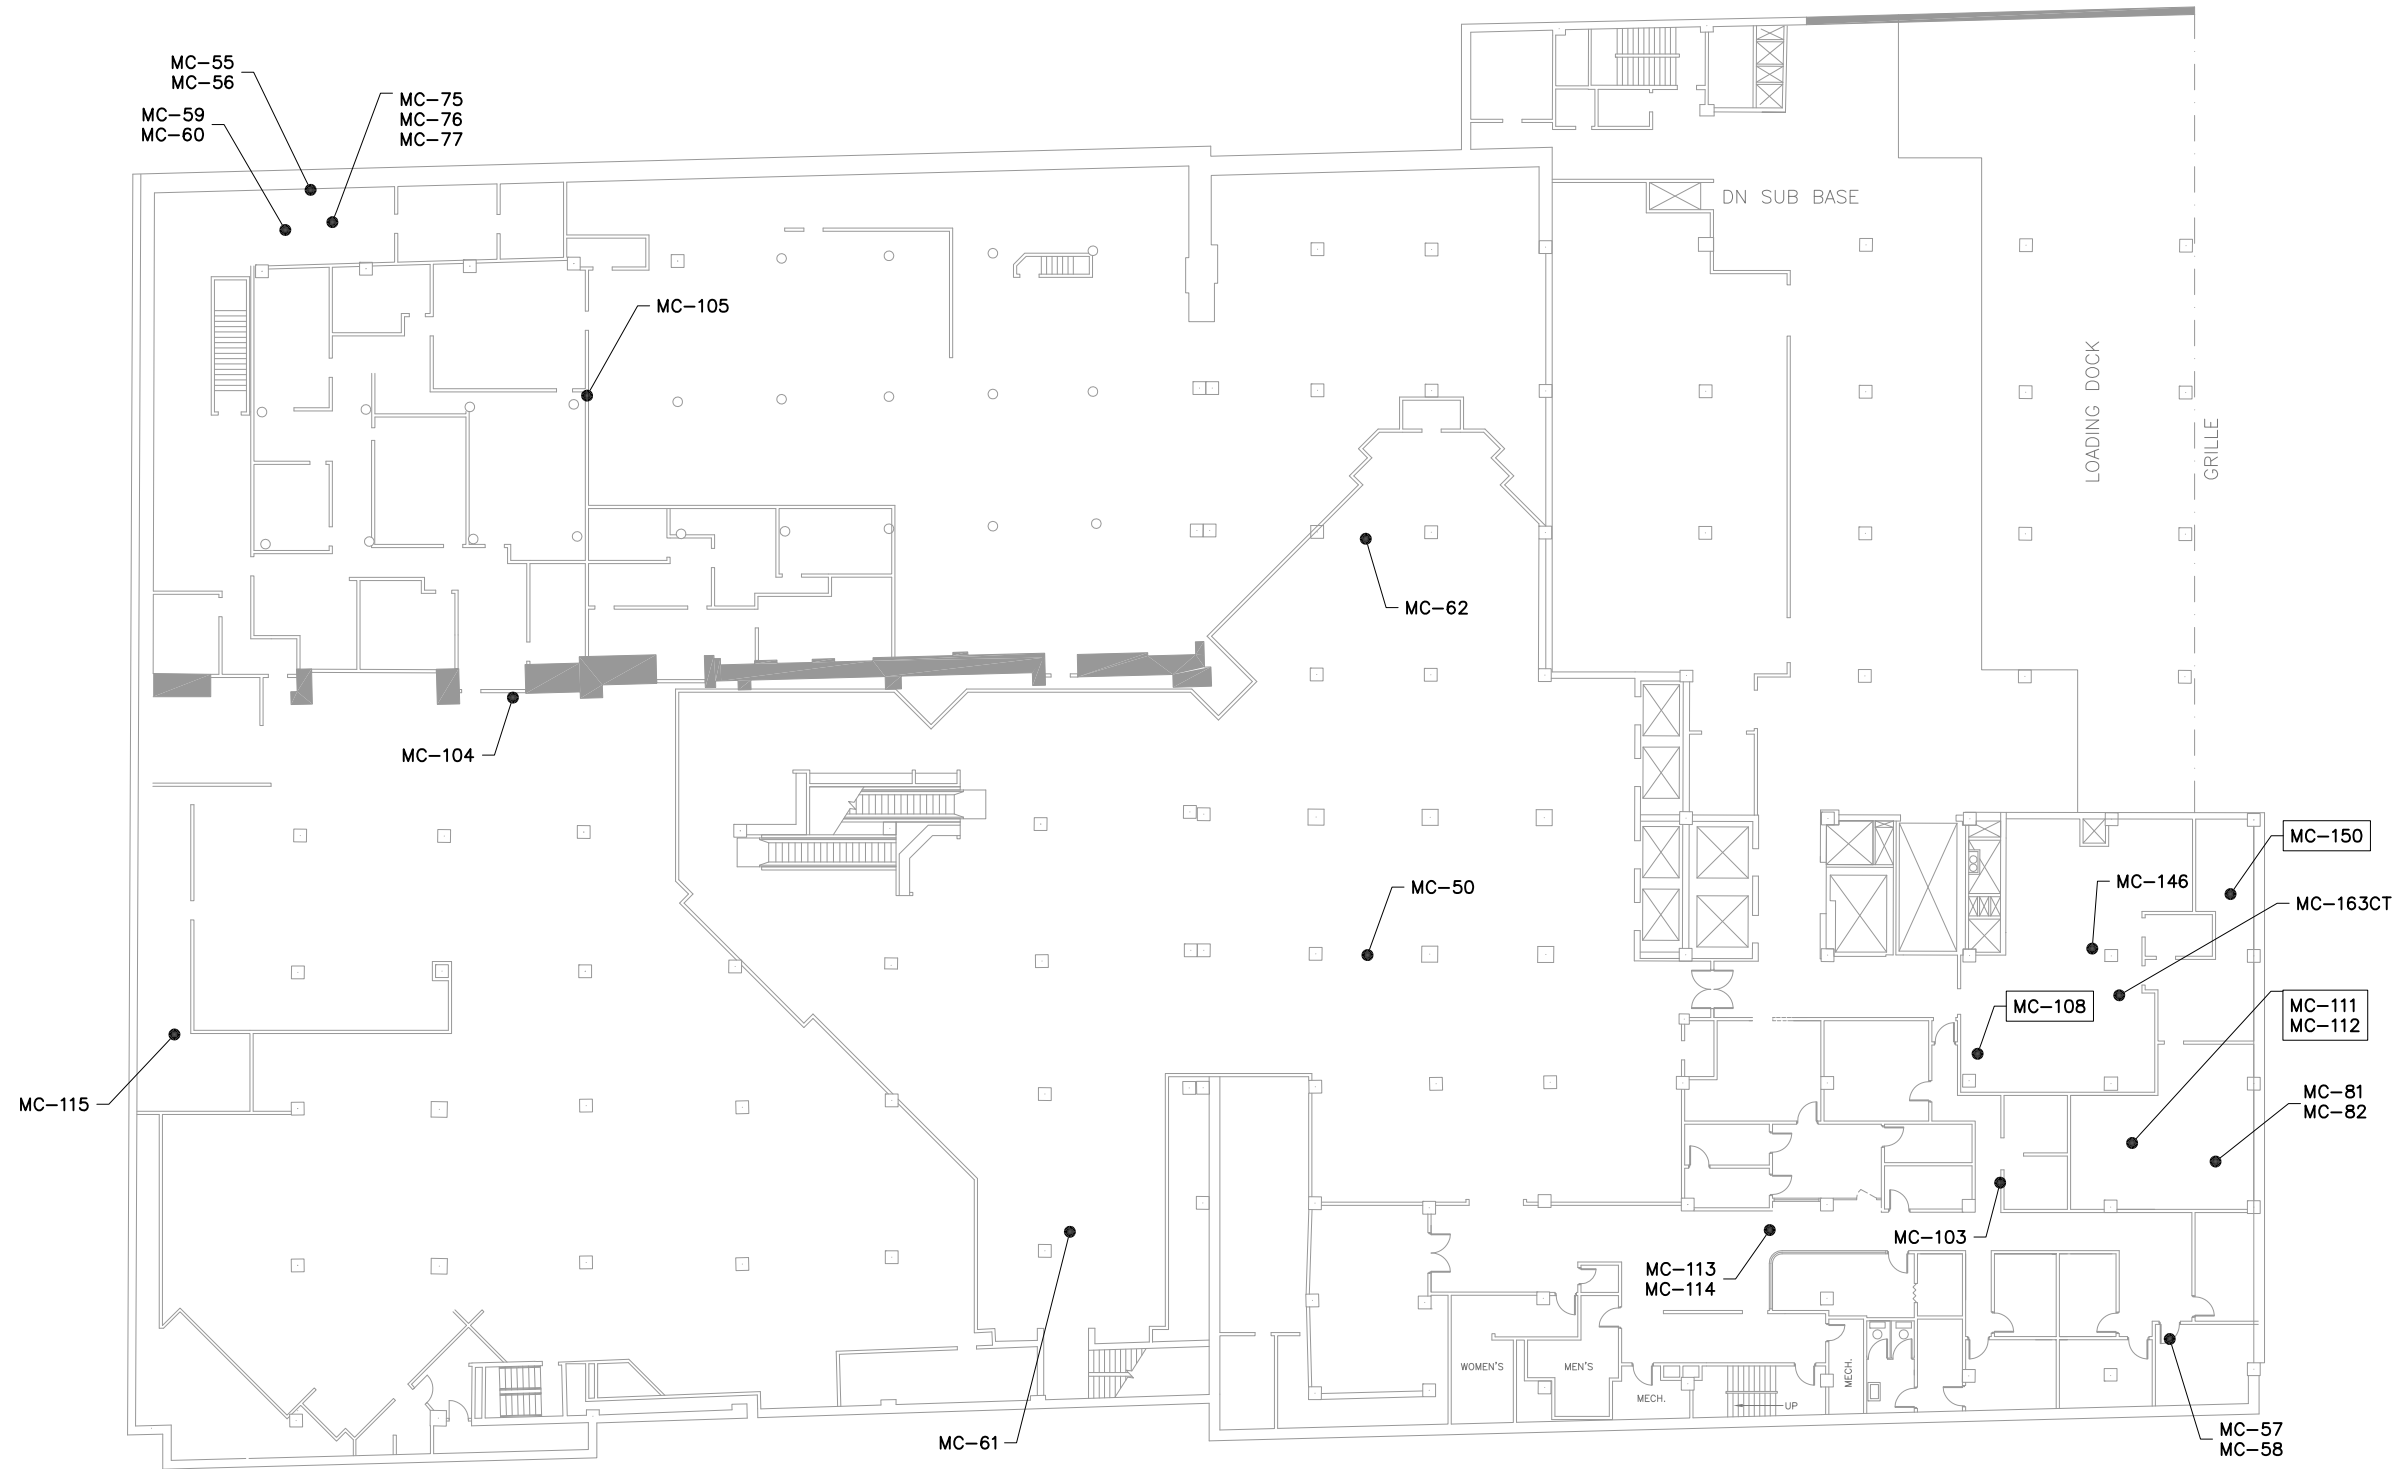 MC-55
MC-56
MC-59
MC-60
MC-75
MC-76
MC-77
DN SUB BASE
MC-105
LOADING DOCK
GRILLE
MC-62
MC-104
MC-150
MC-146
MC-50
MC-163CT
MC-108
MC-111
MC-112
MC-115
MC-81
MC-82
MC-103
MC-113
MC-114
WOMEN'S
MEN'S
MECH.
MECH.
UP
MC-61
MC-57
MC-58